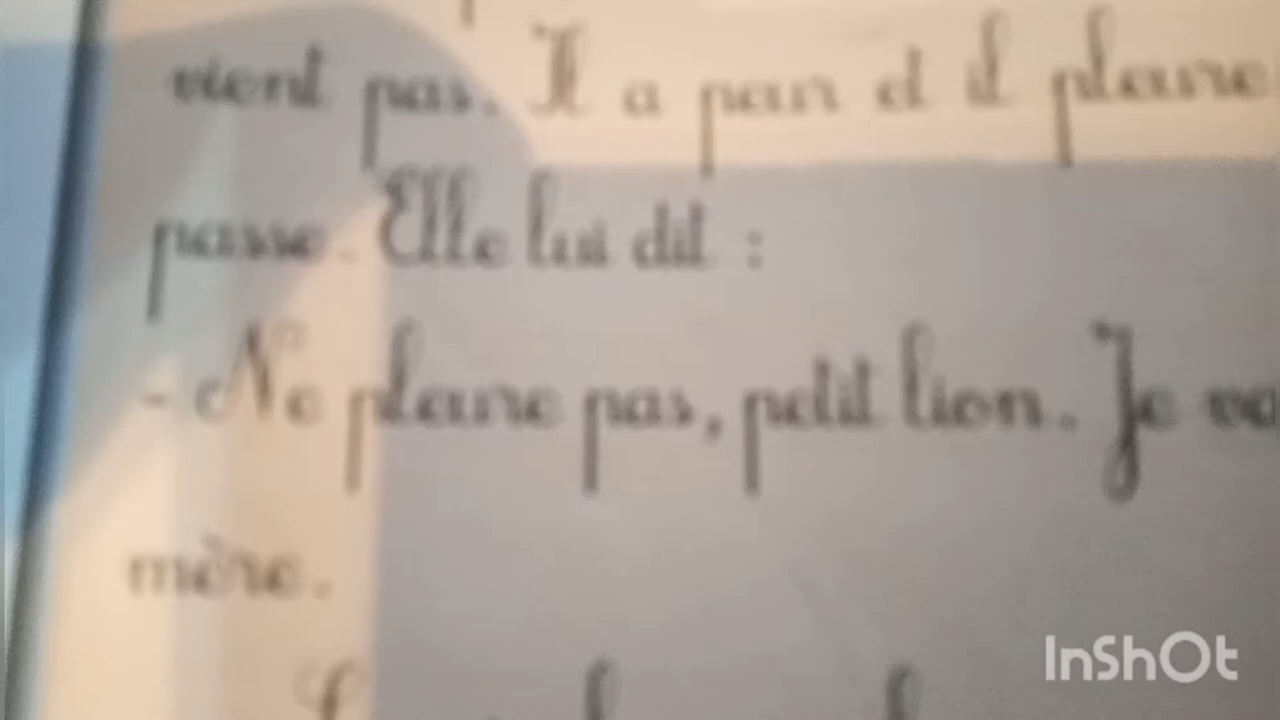 vient pas. Il a peur et il pleure
passe. Elle lui dit :
- Ne pleure pas, petit lion. Je va
mère.
InShOt